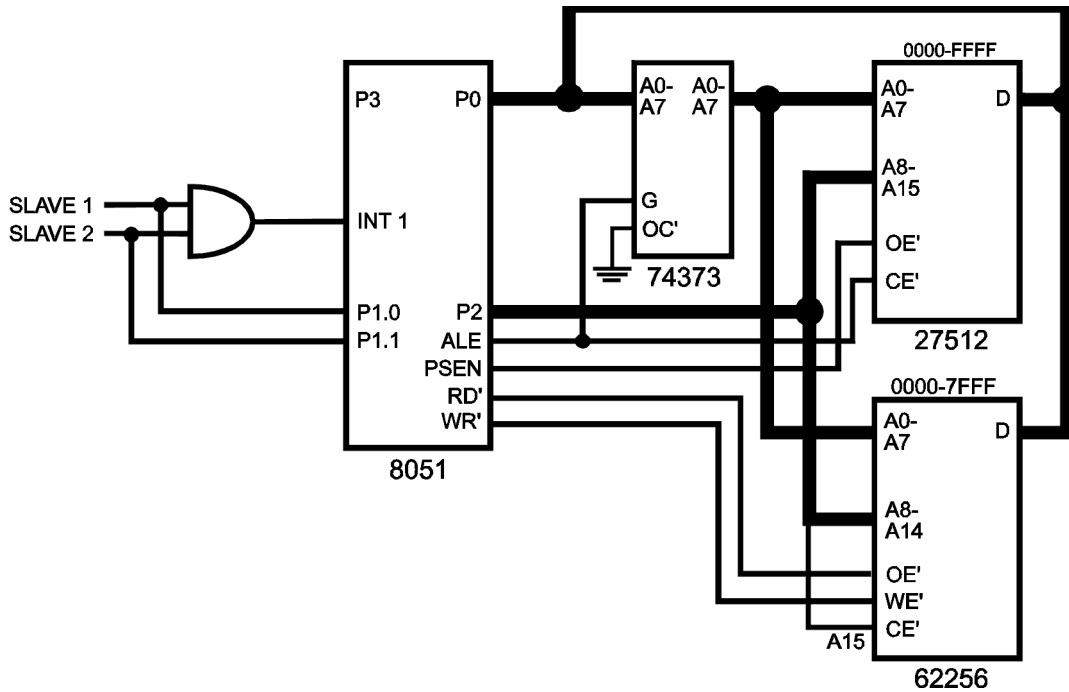 0000-FFFF
P3
P0
A0-
A7
A0-
A7
A0-
A7
D
SLAVE 1
SLAVE 2
INT 1
G
OC'
74373
A8-
A15
OE'
CE'
27512
P1.0
P1.1
P2
ALE
PSEN
RD'
WR'
8051
0000-7FFF
A0-
A7
D
A8-
A14
OE'
WE'
CE'
A15
62256